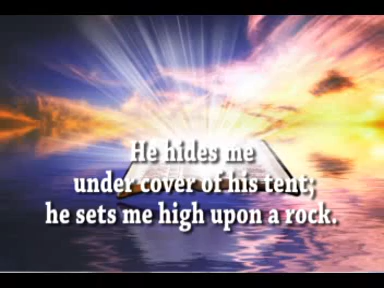 He hides me
under cover of his tent;
he sets me high upon a rock.